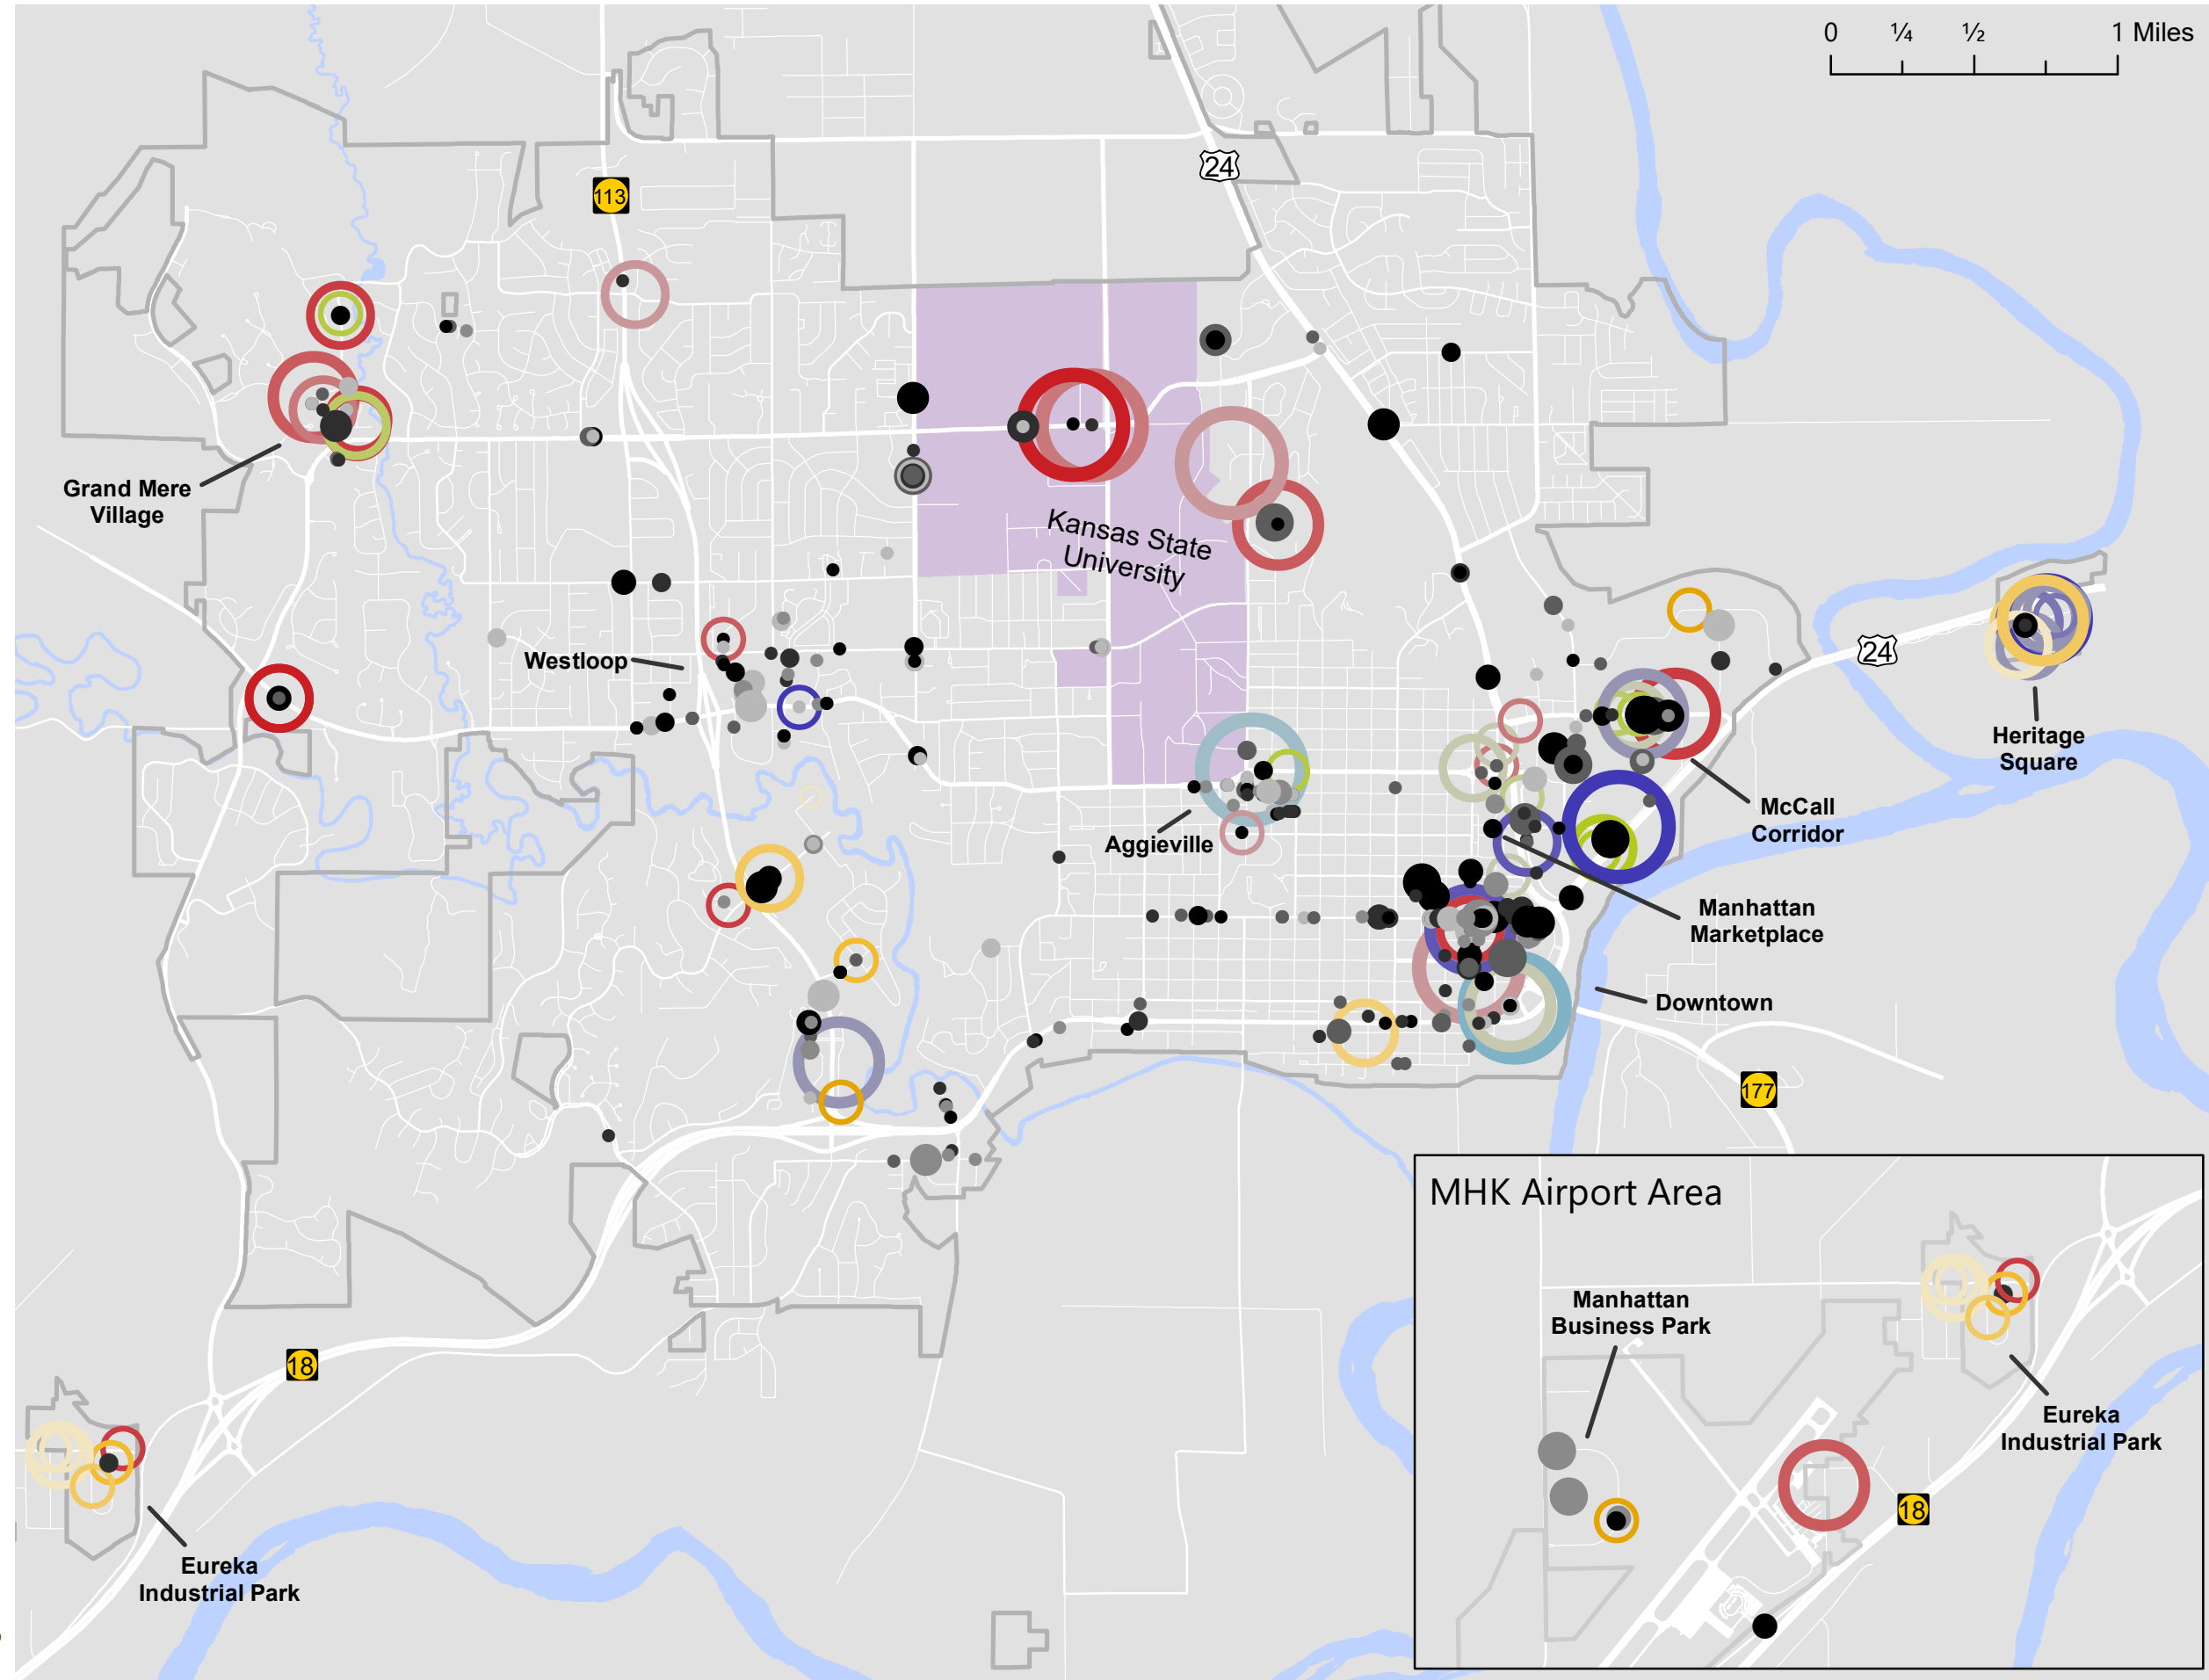 0 ¼ ½ 1 Miles
24
113
Grand Mere
Village
Kansas State
University
Westloop
24
Heritage
Square
McCall
Corridor
Aggieville
Manhattan
Marketplace
Downtown
177
MHK Airport Area
Manhattan
Business Park
18
Eureka
Industrial Park
18
Eureka
Industrial Park